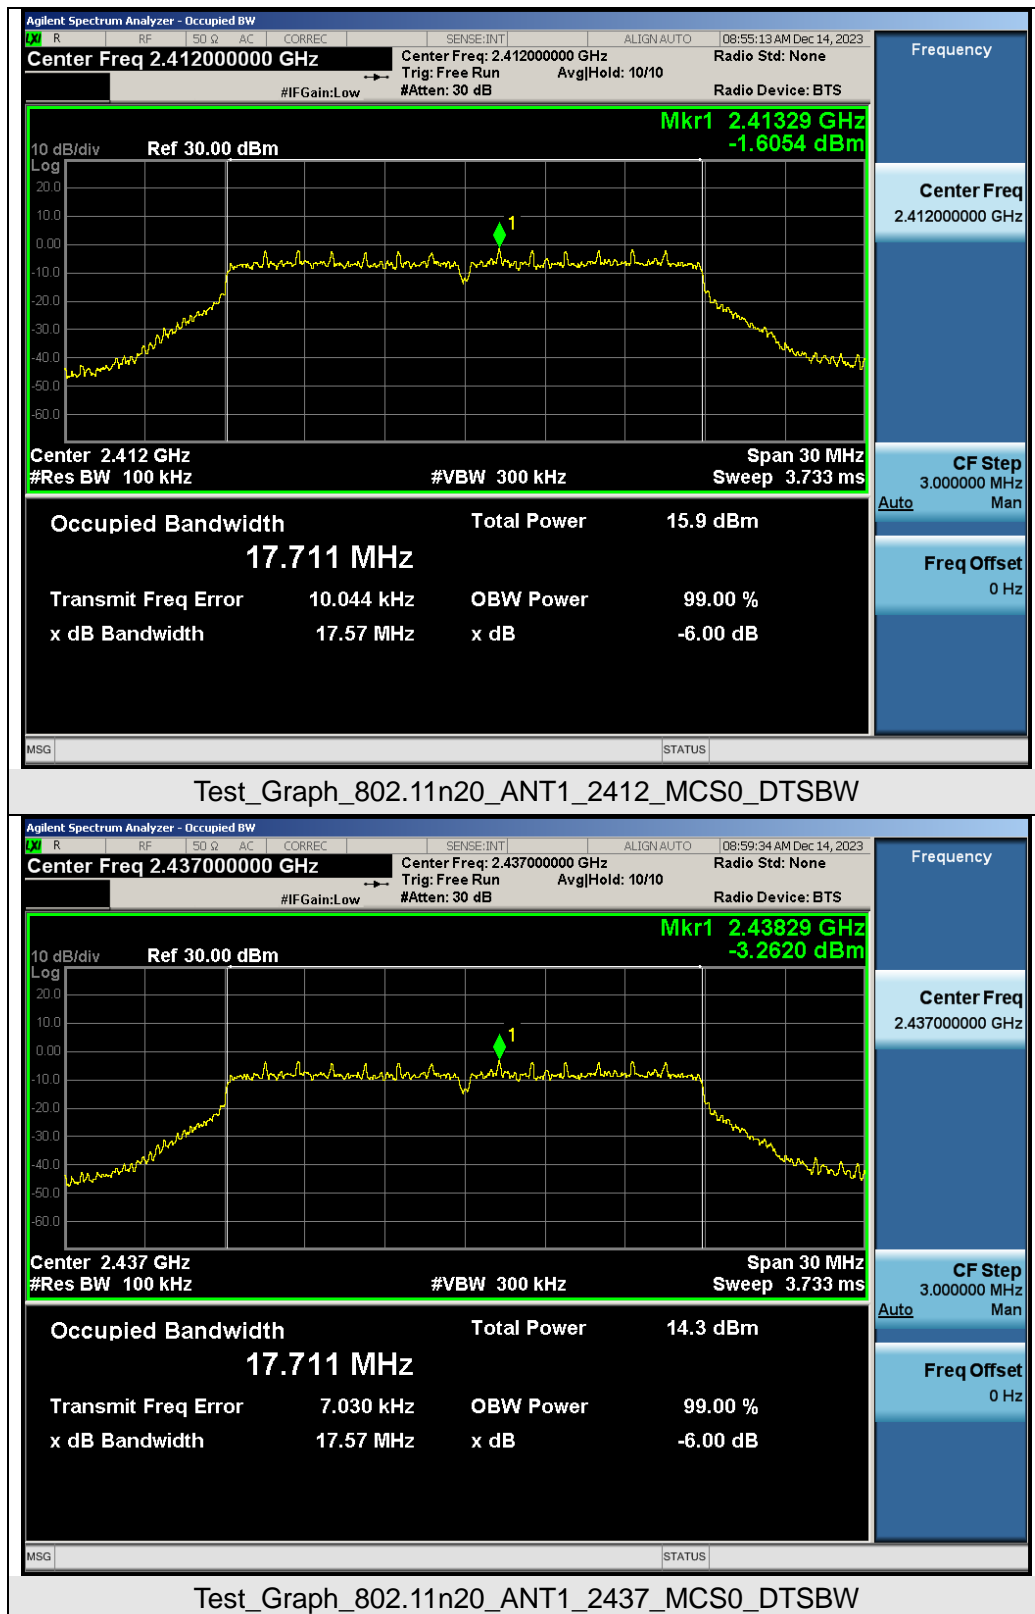 Agilent Spectrum Analyzer - Occupied BW
LXI R RF 50 Ω AC CORREC SENSE:INT ALIGN AUTO 08:55:13 AM Dec 14, 2023
Center Freq 2.412000000 GHz
Center Freq: 2.412000000 GHz
Radio Std: None
Trig: Free Run Avg|Hold: 10/10
#IFGain:Low
#Atten: 30 dB
Radio Device: BTS
Frequency
Mkr1 2.41329 GHz
-1.6054 dBm
10 dB/div Ref 30.00 dBm
Log
20.0
10.0
0.00
-10.0
-20.0
-30.0
-40.0
-50.0
-60.0
1
Center Freq
2.412000000 GHz
Center 2.412 GHz Span 30 MHz
#Res BW 100 kHz #VBW 300 kHz Sweep 3.733 ms
CF Step
3.000000 MHz
Auto Man
Occupied Bandwidth Total Power 15.9 dBm
17.711 MHz
Freq Offset
0 Hz
Transmit Freq Error 10.044 kHz OBW Power 99.00 %
x dB Bandwidth 17.57 MHz x dB -6.00 dB
MSG STATUS
Test_Graph_802.11n20_ANT1_2412_MCS0_DTSBW
Agilent Spectrum Analyzer - Occupied BW
LXI R RF 50 Ω AC CORREC SENSE:INT ALIGN AUTO 08:59:34 AM Dec 14, 2023
Center Freq 2.437000000 GHz
Center Freq: 2.437000000 GHz
Radio Std: None
Trig: Free Run Avg|Hold: 10/10
#IFGain:Low
#Atten: 30 dB
Radio Device: BTS
Frequency
Mkr1 2.43829 GHz
-3.2620 dBm
10 dB/div Ref 30.00 dBm
Log
20.0
10.0
0.00
-10.0
-20.0
-30.0
-40.0
-50.0
-60.0
1
Center Freq
2.437000000 GHz
Center 2.437 GHz Span 30 MHz
#Res BW 100 kHz #VBW 300 kHz Sweep 3.733 ms
CF Step
3.000000 MHz
Auto Man
Occupied Bandwidth Total Power 14.3 dBm
17.711 MHz
Freq Offset
0 Hz
Transmit Freq Error 7.030 kHz OBW Power 99.00 %
x dB Bandwidth 17.57 MHz x dB -6.00 dB
MSG STATUS
Test_Graph_802.11n20_ANT1_2437_MCS0_DTSBW